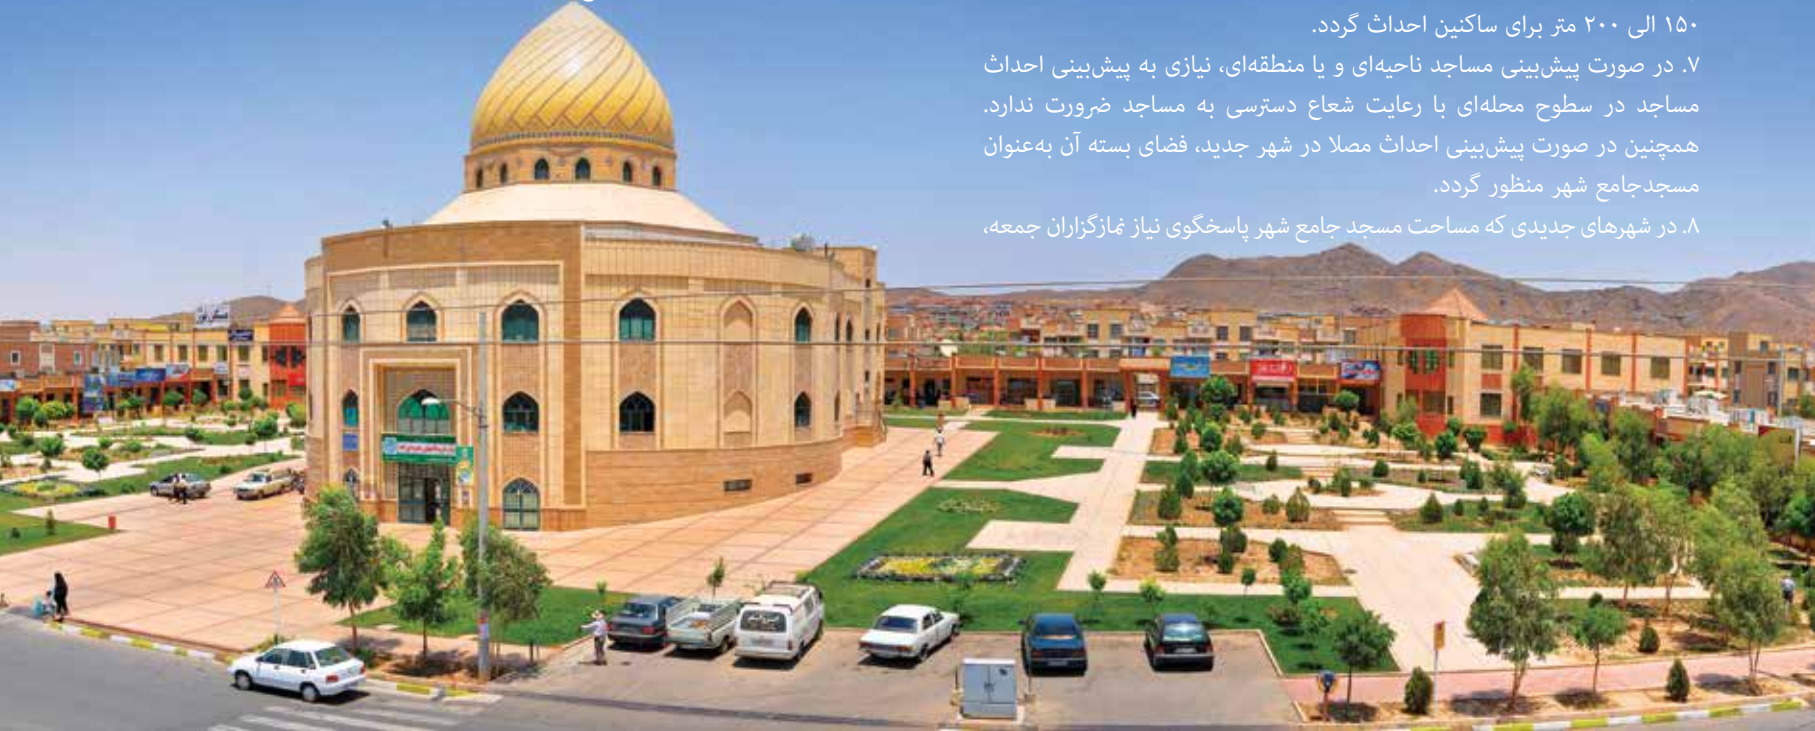 ۱۵۰ الی ۲۰۰ متر برای ساکنین احداث گردد.
۷. در صورت پیش‌بینی مساجد ناحیه‌ای و یا منطقه‌ای، نیازی به پیش‌بینی احداث
مساجد در سطوح محله‌ای با رعایت شعاع دسترسی به مساجد ضرورت ندارد.
همچنین در صورت پیش‌بینی احداث مصلا در شهر جدید، فضای بسته آن به‌عنوان
مسجدجامع شهر منظور گردد.
۸. در شهرهای جدیدی که مساحت مسجد جامع شهر پاسخگوی نیاز نمازگزاران جمعه،